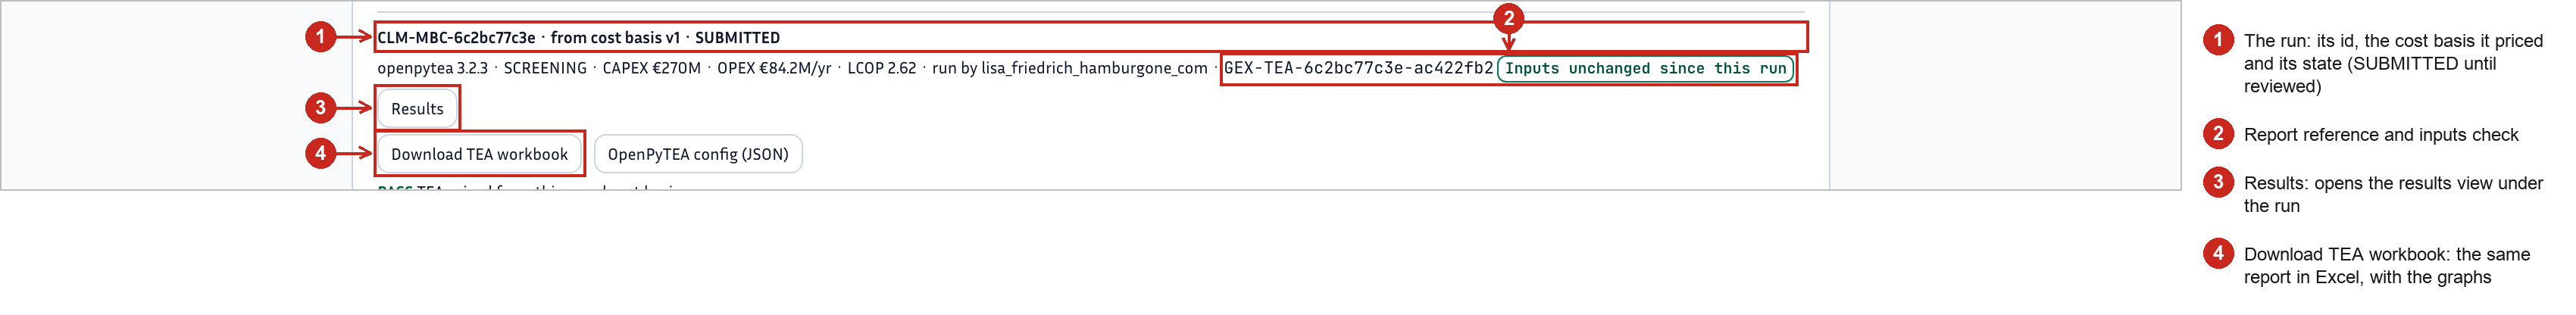 2
1 CLM-MBC-6c2bc77c3e · from cost basis v1 · SUBMITTED
openpytea 3.2.3 · SCREENING · CAPEX €270M · OPEX €84.2M/yr · LCOP 2.62 · run by lisa_friedrich_hamburgone_com · GEX-TEA-6c2bc77c3e-ac422fb2 Inputs unchanged since this run
3 Results
4 Download TEA workbook OpenPyTEA config (JSON)
1 The run: its id, the cost basis it priced
and its state (SUBMITTED until
reviewed)
2 Report reference and inputs check
3 Results: opens the results view under
the run
4 Download TEA workbook: the same
report in Excel, with the graphs